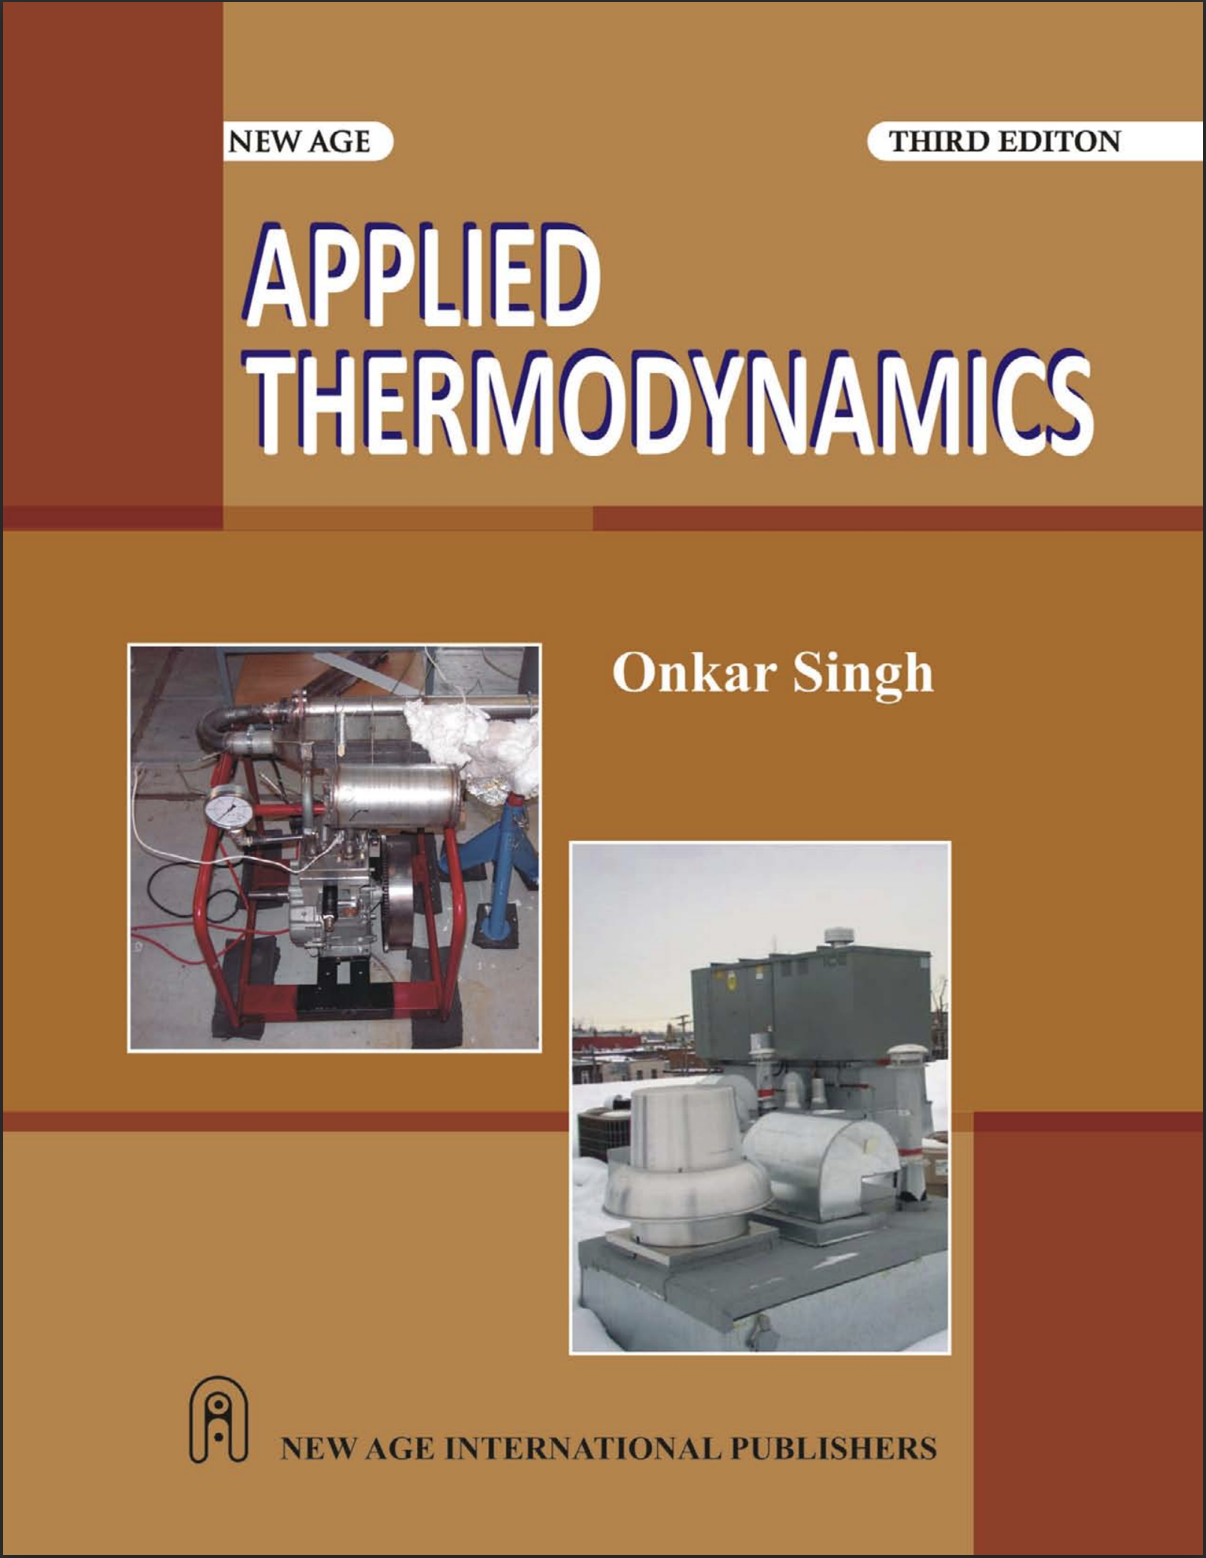 NEW AGE
THIRD EDITON
APPLIED
THERMODYNAMICS
Onkar Singh
NEW AGE INTERNATIONAL PUBLISHERS